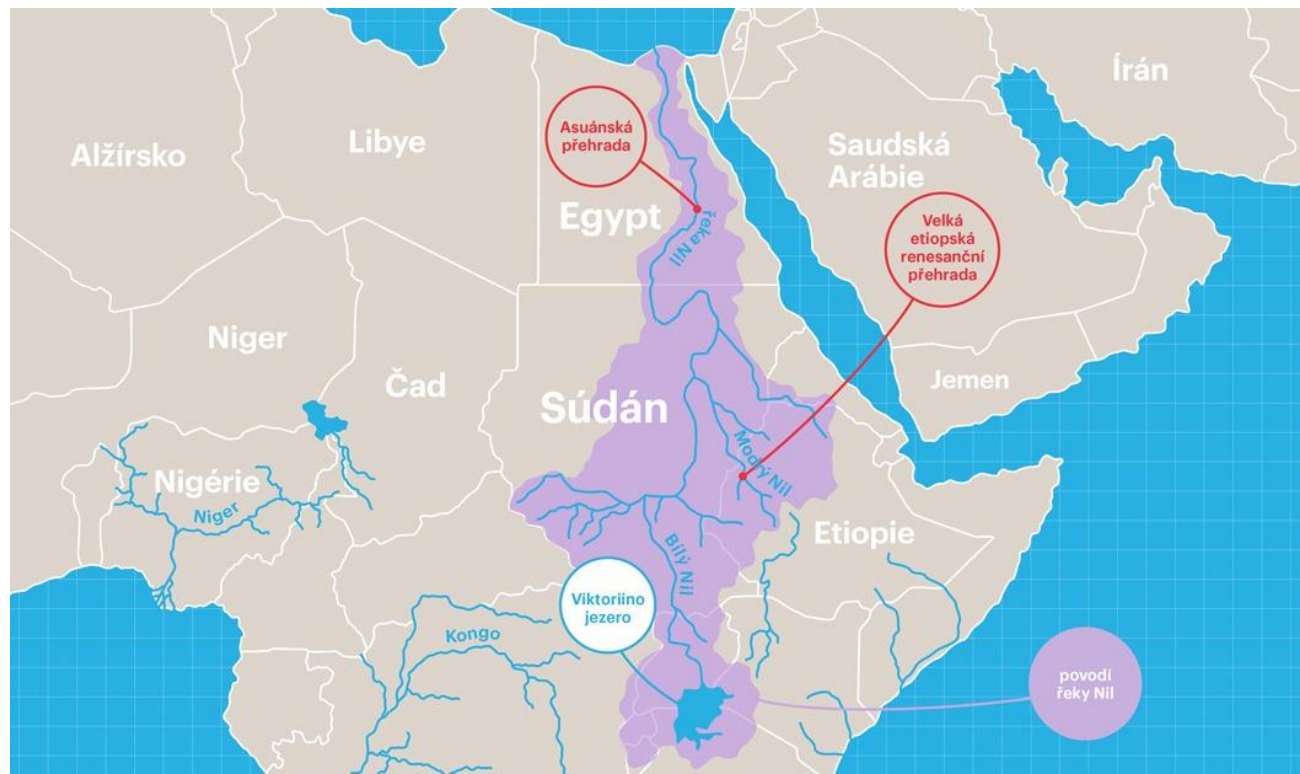 Írán
Asuánská
přehrada
Alžírsko
Libye
Saudská
Arábie
Egypt
řeka Nil
Velká
etiopská
renesanční
přehrada
Niger
Čad
Jemen
Súdán
Modrý Nil
Nigérie
Niger
Etiopie
Bílý Nil
Viktoriino
jezero
Kongo
povodí
řeky Nil